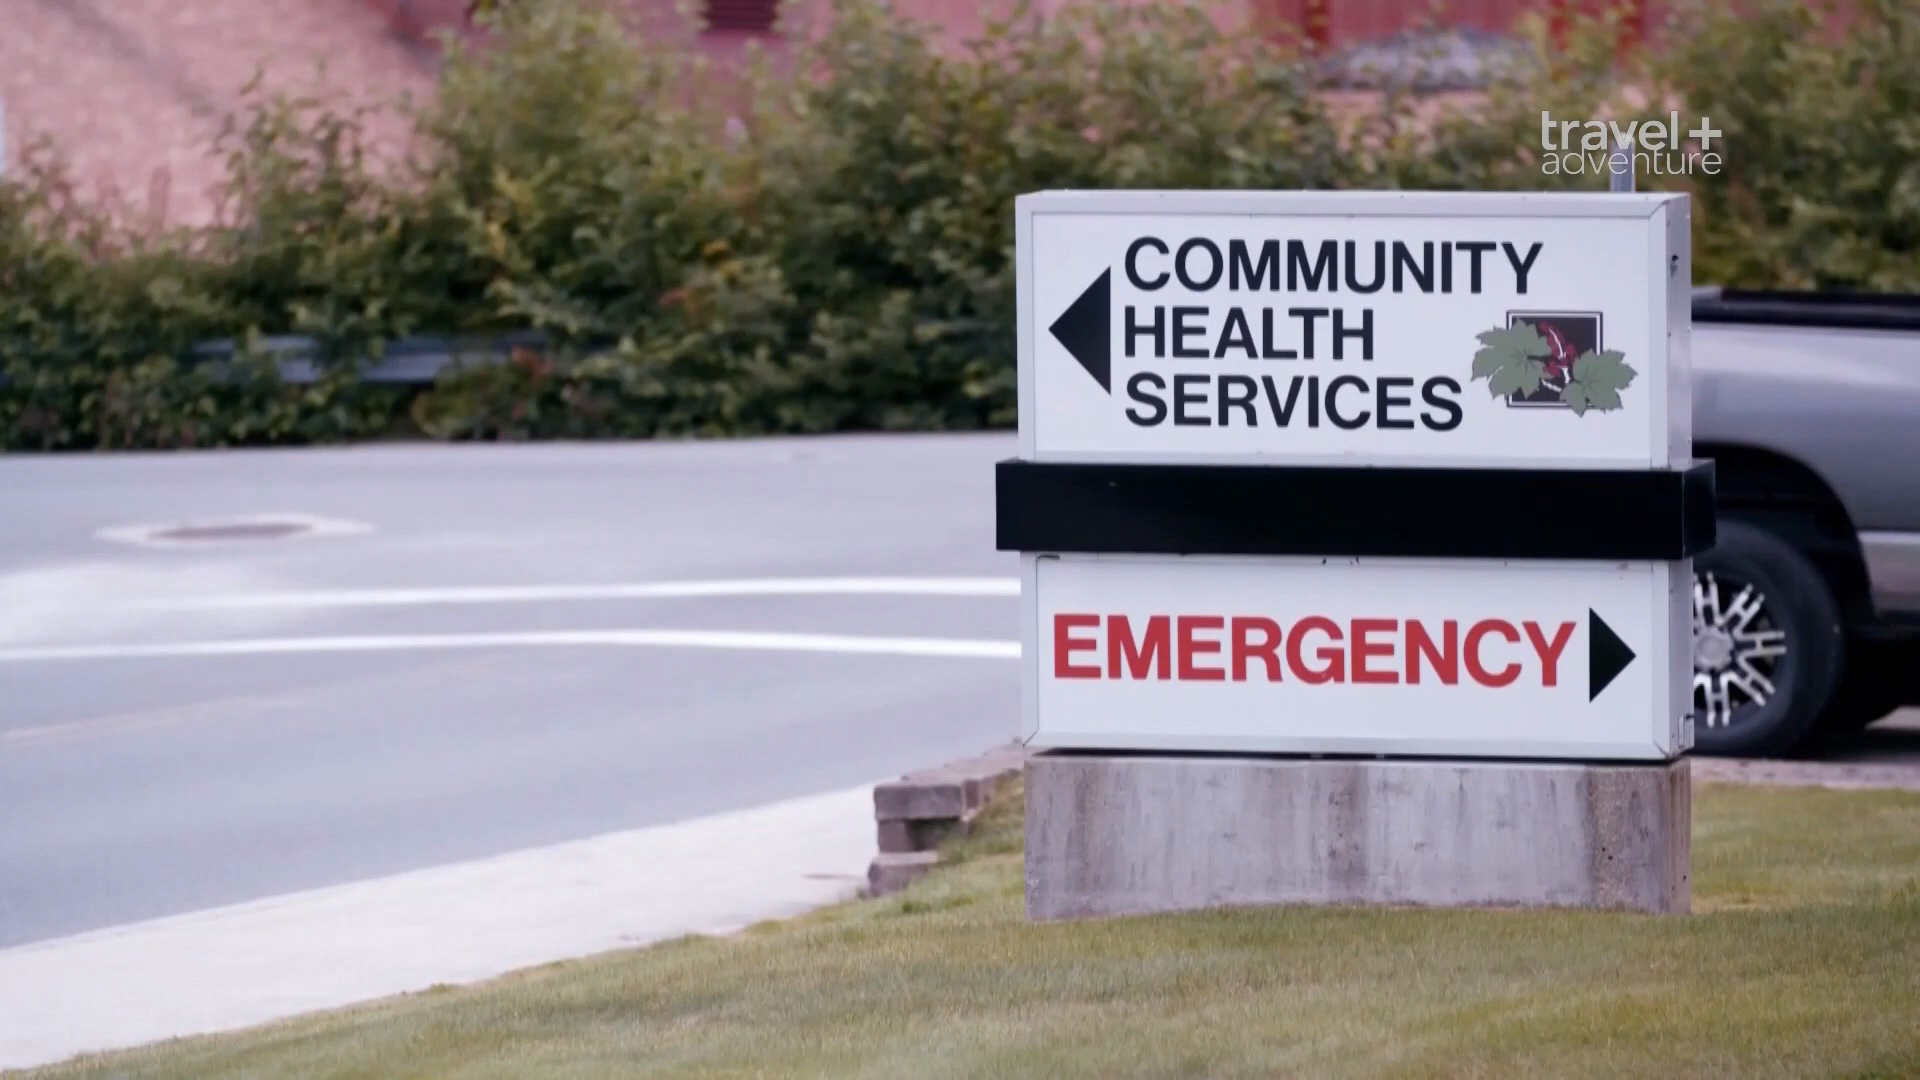 travel+
adventure
COMMUNITY
HEALTH
SERVICES
EMERGENCY